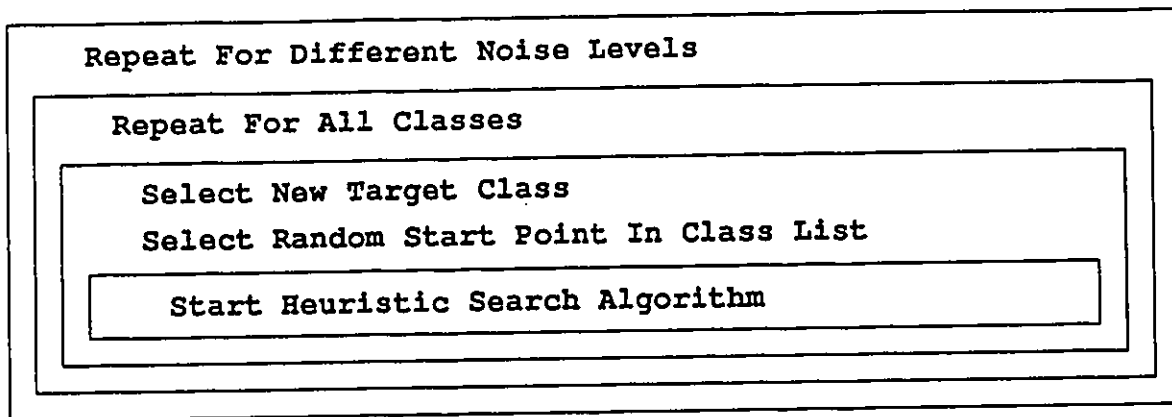 Repeat For Different Noise Levels
Repeat For All Classes
Select New Target Class
Select Random Start Point In Class List
Start Heuristic Search Algorithm